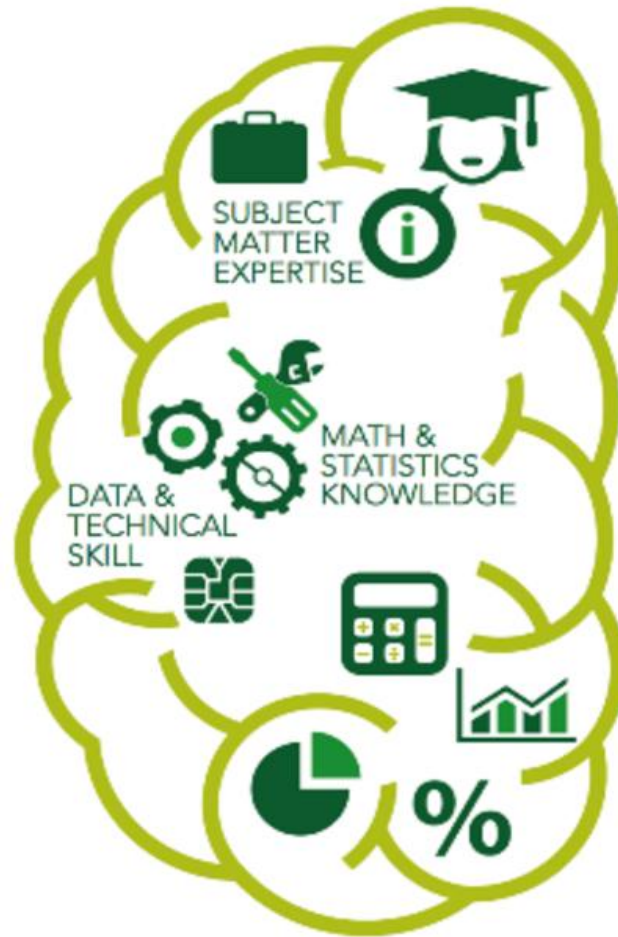 SUBJECT
MATTER
EXPERTISE
i
MATH &
STATISTICS
KNOWLEDGE
DATA &
TECHNICAL
SKILL
+ ×
− ÷ =
%